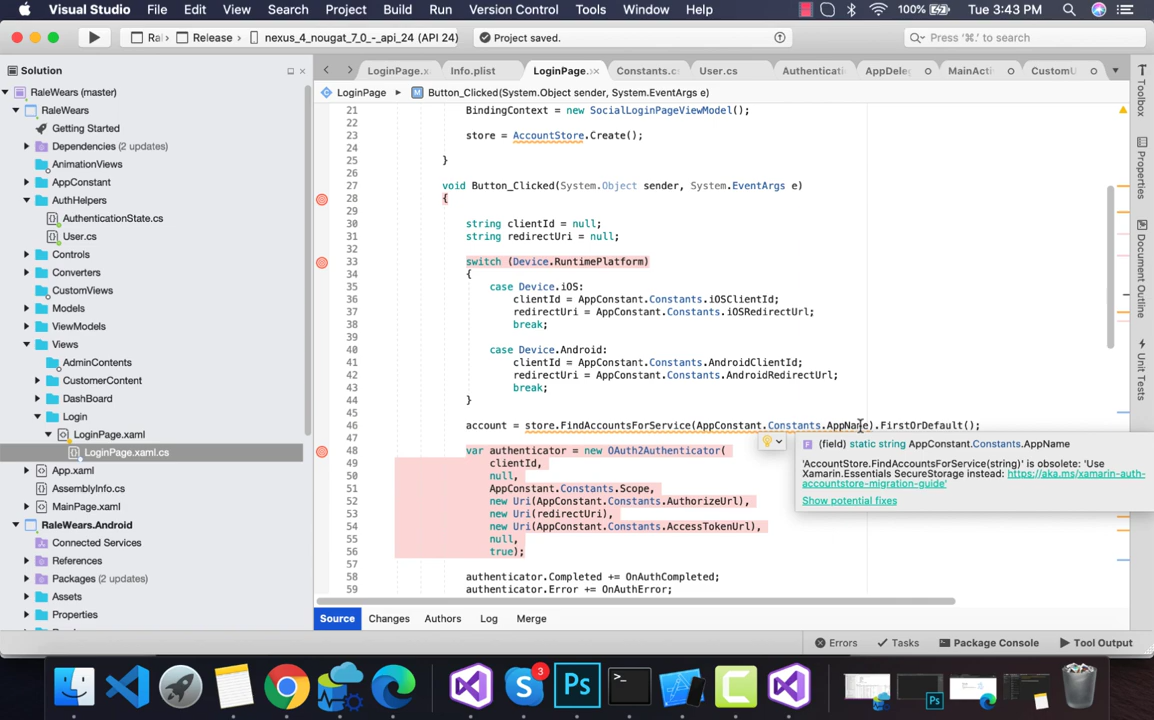 Visual Studio File Edit View Search Project Build Run Version Control Tools Window Help 100% Tue 3:43 PM
Ral Release nexus_4_nougat_7_0_-_api_24 (API 24) Project saved. Press '⌘.' to search
Solution
LoginPage.x Info.plist LoginPage. Constants.c User.cs Authenticati AppDele MainActi CustomU
RaleWears (master)
LoginPage Button_Clicked(System.Object sender, System.EventArgs e)
RaleWears
Getting Started
Dependencies (2 updates)
AnimationViews
AppConstant
AuthHelpers
AuthenticationState.cs
User.cs
Controls
Converters
CustomViews
Models
ViewModels
Views
AdminContents
CustomerContent
DashBoard
Login
LoginPage.xaml
LoginPage.xaml.cs
App.xaml
AssemblyInfo.cs
MainPage.xaml
RaleWears.Android
Connected Services
References
Packages (2 updates)
Assets
Properties
21 BindingContext = new SocialLoginPageViewModel();
22
23 store = AccountStore.Create();
24
25 }
26
27 void Button_Clicked(System.Object sender, System.EventArgs e)
28 {
29
30 string clientId = null;
31 string redirectUri = null;
32
33 switch (Device.RuntimePlatform)
34 {
35 case Device.iOS:
36 clientId = AppConstant.Constants.iOSClientId;
37 redirectUri = AppConstant.Constants.iOSRedirectUrl;
38 break;
39
40 case Device.Android:
41 clientId = AppConstant.Constants.AndroidClientId;
42 redirectUri = AppConstant.Constants.AndroidRedirectUrl;
43 break;
44 }
45
46 account = store.FindAccountsForService(AppConstant.Constants.AppName).FirstOrDefault();
47
48 var authenticator = new OAuth2Authenticator(
49 clientId,
50 null,
51 AppConstant.Constants.Scope,
52 new Uri(AppConstant.Constants.AuthorizeUrl),
53 new Uri(redirectUri),
54 new Uri(AppConstant.Constants.AccessTokenUrl),
55 null,
56 true);
57
58 authenticator.Completed += OnAuthCompleted;
59 authenticator.Error += OnAuthError;
(field) static string AppConstant.Constants.AppName
'AccountStore.FindAccountsForService(string)' is obsolete: 'Use
Xamarin.Essentials SecureStorage instead: https://aka.ms/xamarin-auth-
accountstore-migration-guide'
Show potential fixes
Toolbox
Properties
Document Outline
Unit Tests
Source Changes Authors Log Merge
Errors Tasks Package Console Tool Output
3
Ps